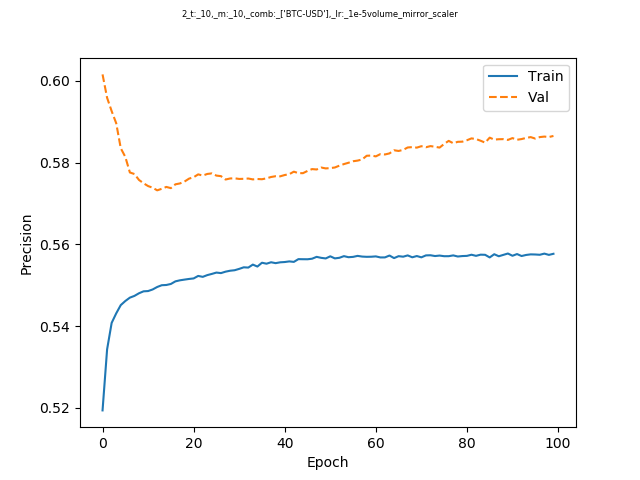 2_t:_10,_m:_10,_comb:_['BTC-USD'],_lr:_1e-5volume_mirror_scaler
Train
Val
0.60
0.58
0.56
0.54
0.52
Precision
0 20 40 60 80 100
Epoch